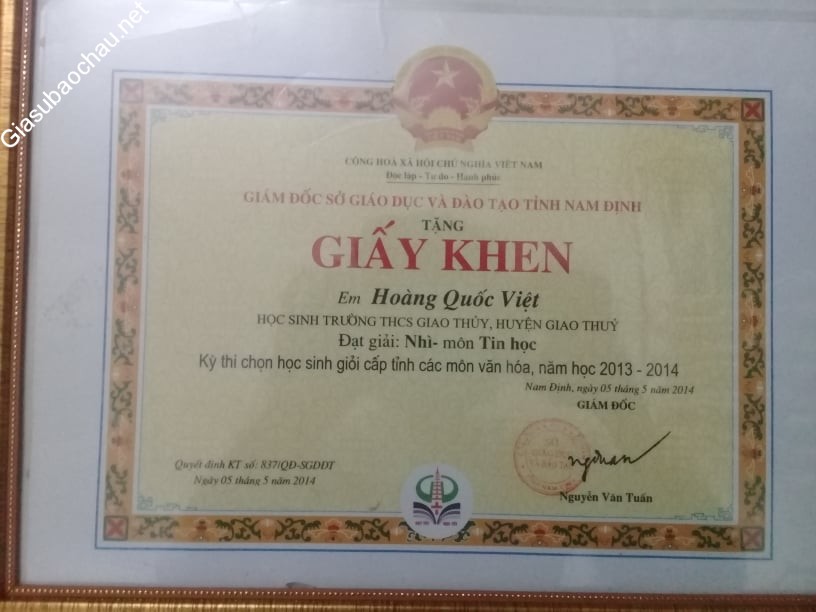 Giasubaochau.net
CỘNG HOÀ XÃ HỘI CHỦ NGHĨA VIỆT NAM
Độc lập - Tự do - Hạnh phúc
GIÁM ĐỐC SỞ GIÁO DỤC VÀ ĐÀO TẠO TỈNH NAM ĐỊNH
TẶNG
GIẤY KHEN
Em Hoàng Quốc Việt
HỌC SINH TRƯỜNG THCS GIAO THỦY, HUYỆN GIAO THUỶ
Đạt giải: Nhì- môn Tin học
Kỳ thi chọn học sinh giỏi cấp tỉnh các môn văn hóa, năm học 2013 - 2014
Nam Định, ngày 05 tháng 5 năm 2014
GIÁM ĐỐC
Quyết định KT số: 837/QĐ-SGDĐT
Ngày 05 tháng 5 năm 2014
Nguyễn Văn Tuấn